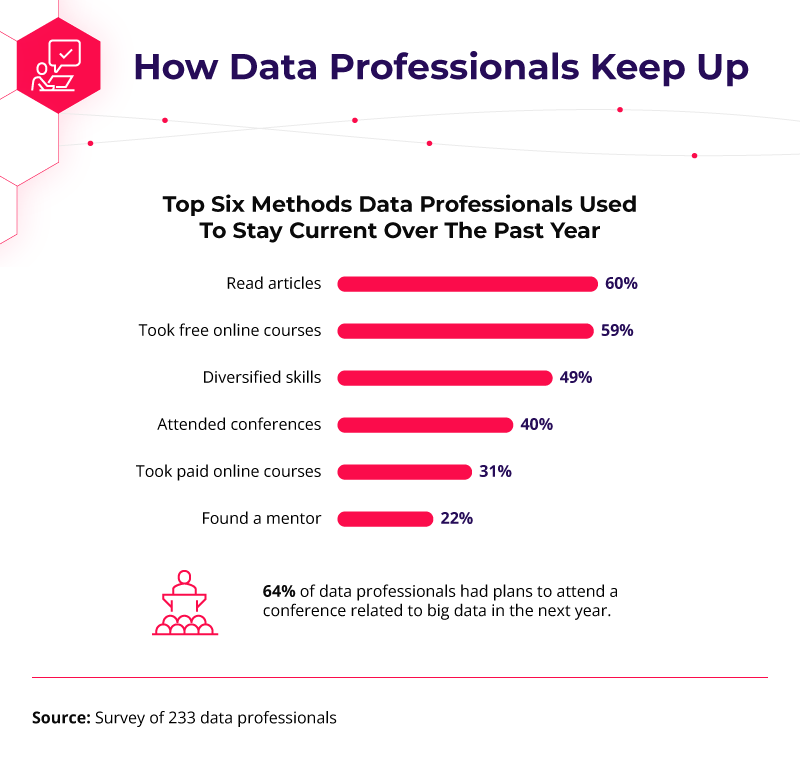 How Data Professionals Keep Up
Top Six Methods Data Professionals Used
To Stay Current Over The Past Year
Read articles 60%
Took free online courses 59%
Diversified skills 49%
Attended conferences 40%
Took paid online courses 31%
Found a mentor 22%
64% of data professionals had plans to attend a
conference related to big data in the next year.
Source: Survey of 233 data professionals